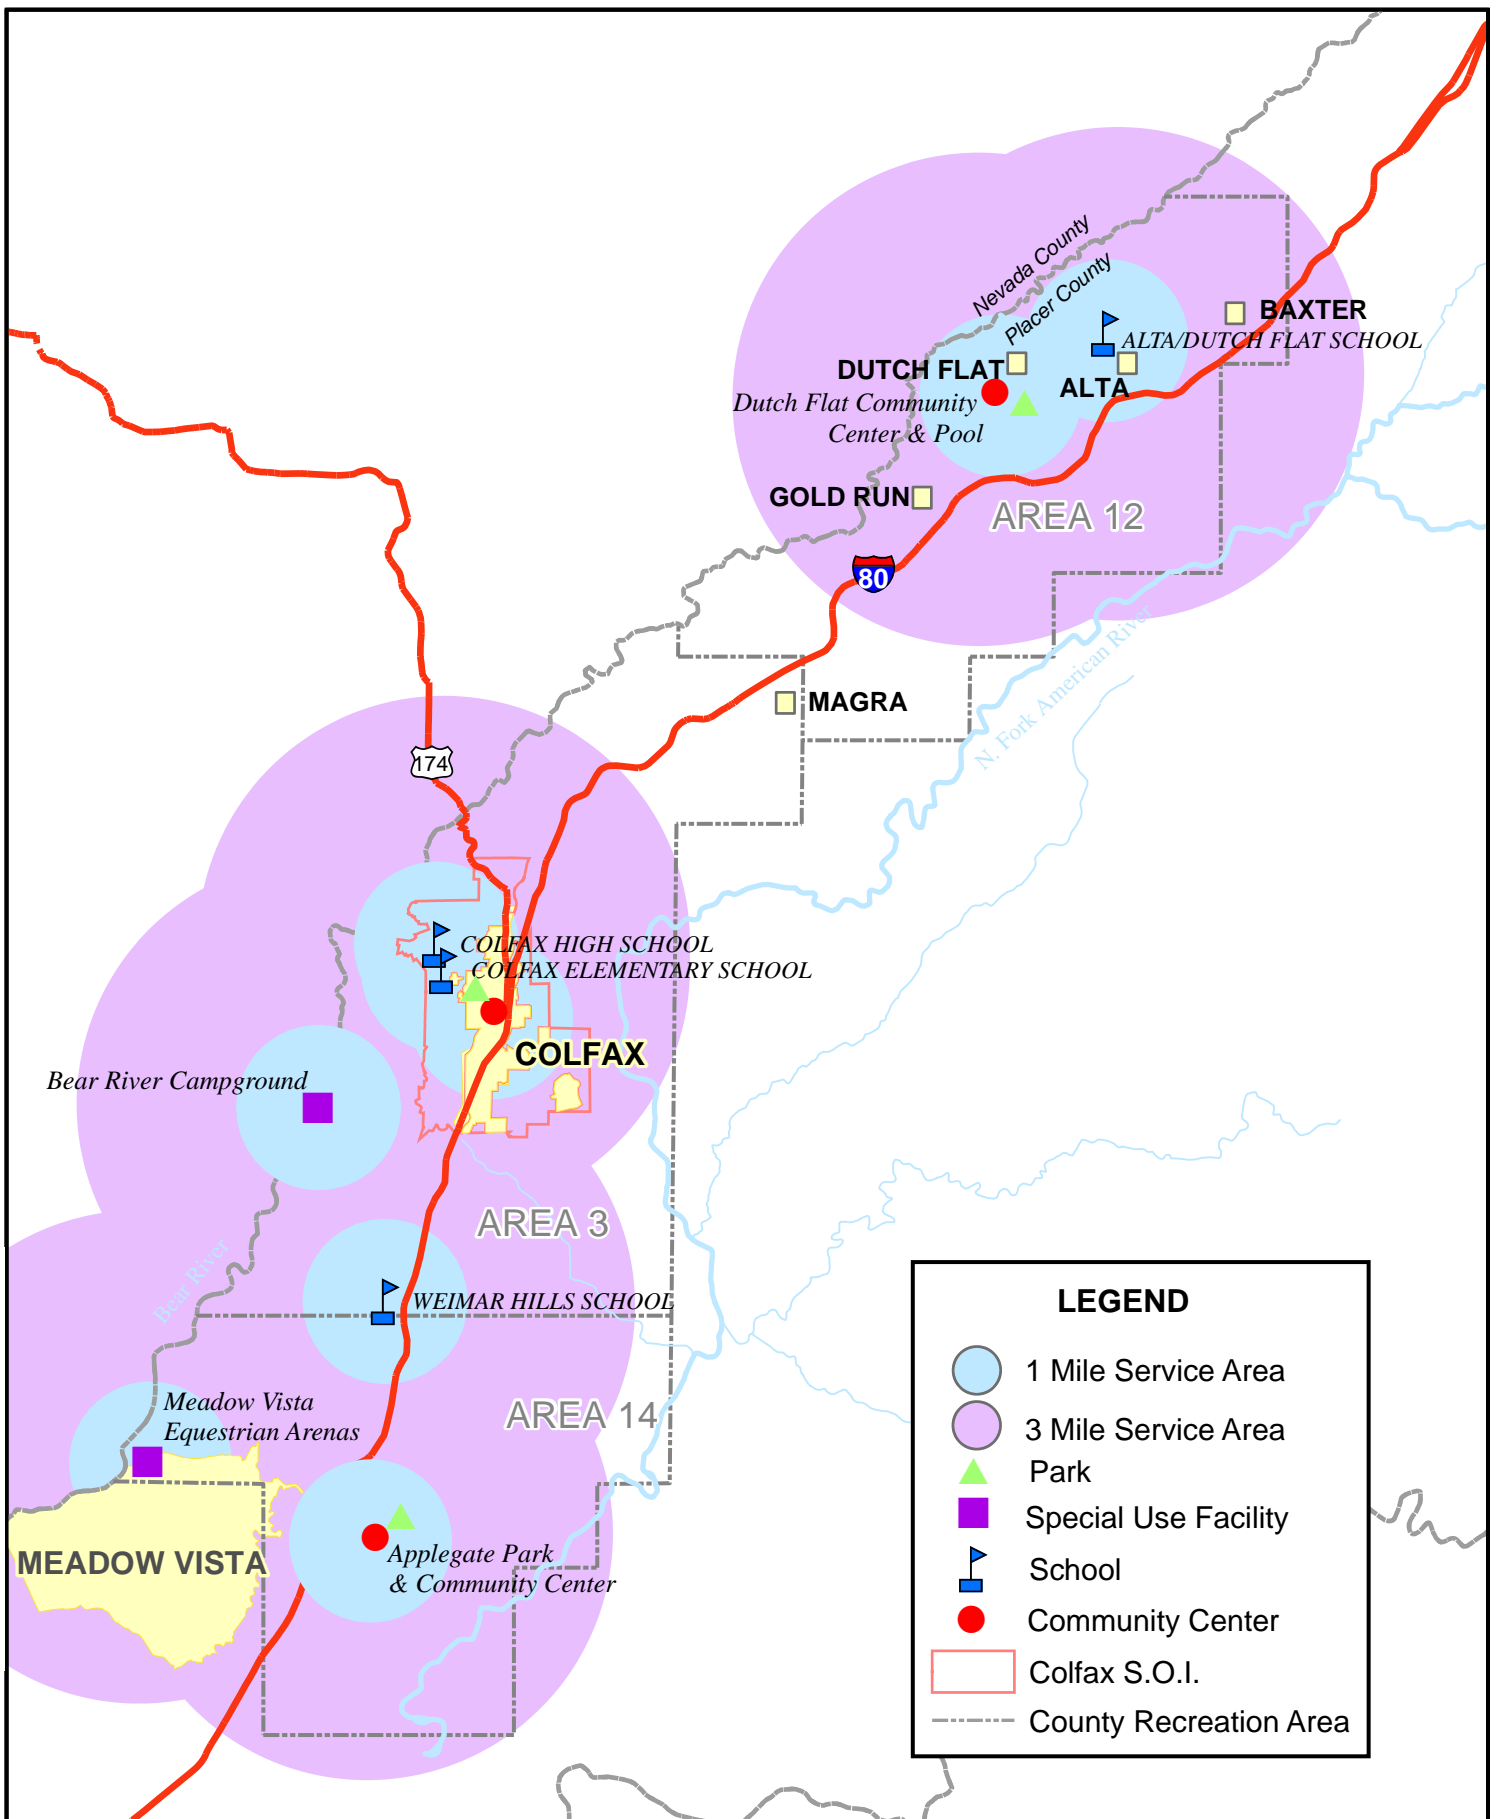 Nevada County
Placer County
BAXTER
ALTA/DUTCH FLAT SCHOOL
DUTCH FLAT
ALTA
Dutch Flat Community
Center & Pool
GOLD RUN
AREA 12
80
N. Fork American River
MAGRA
174
COLFAX HIGH SCHOOL
COLFAX ELEMENTARY SCHOOL
COLFAX
Bear River Campground
AREA 3
Bear River
WEIMAR HILLS SCHOOL
Meadow Vista
Equestrian Arenas
AREA 14
MEADOW VISTA
Applegate Park
& Community Center
LEGEND
1 Mile Service Area
3 Mile Service Area
Park
Special Use Facility
School
Community Center
Colfax S.O.I.
County Recreation Area